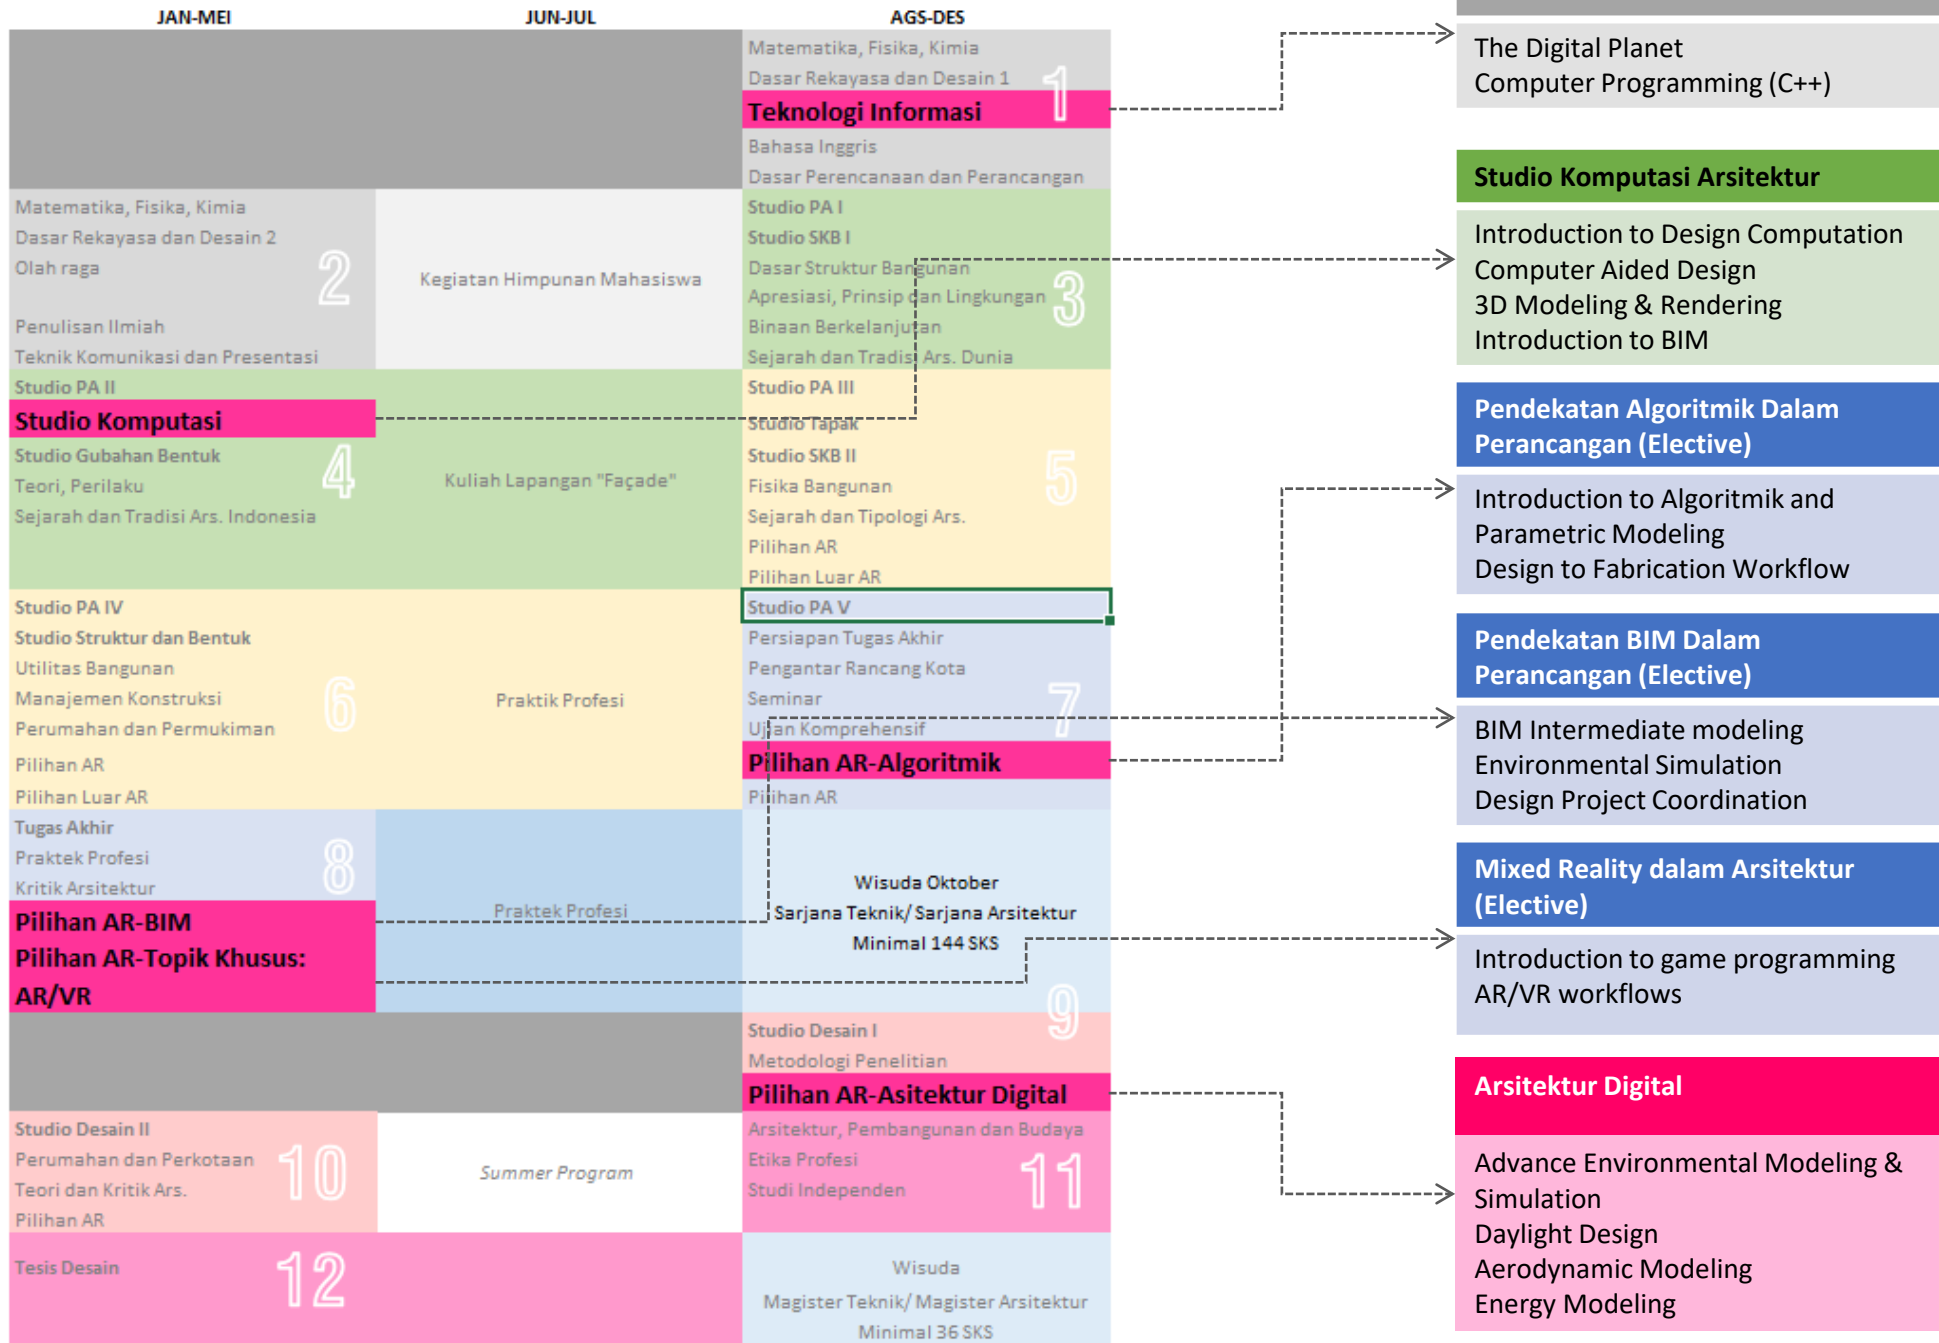 JAN-MEI
JUN-JUL
AGS-DES
Matematika, Fisika, Kimia
Dasar Rekayasa dan Desain 1
1
Teknologi Informasi
Bahasa Inggris
Dasar Perencanaan dan Perancangan
Matematika, Fisika, Kimia
Dasar Rekayasa dan Desain 2
Olah raga
2
Penulisan Ilmiah
Teknik Komunikasi dan Presentasi
Kegiatan Himpunan Mahasiswa
Studio PA I
Studio SKB I
Dasar Struktur Bangunan
Apresiasi, Prinsip dan Lingkungan
3
Binaan Berkelanjutan
Sejarah dan Tradisi Ars. Dunia
Studio PA II
Studio Komputasi
Studio Gubahan Bentuk
4
Teori, Perilaku
Sejarah dan Tradisi Ars. Indonesia
Kuliah Lapangan "Façade"
Studio PA III
Studio Tapak
Studio SKB II
5
Fisika Bangunan
Sejarah dan Tipologi Ars.
Pilihan AR
Pilihan Luar AR
Studio PA IV
Studio Struktur dan Bentuk
Utilitas Bangunan
Manajemen Konstruksi
6
Perumahan dan Permukiman
Pilihan AR
Pilihan Luar AR
Praktik Profesi
Studio PA V
Persiapan Tugas Akhir
Pengantar Rancang Kota
Seminar
7
Ujian Komprehensif
Pilihan AR-Algoritmik
Pilihan AR
Tugas Akhir
Praktek Profesi
8
Kritik Arsitektur
Pilihan AR-BIM
Pilihan AR-Topik Khusus:
AR/VR
Praktek Profesi
Wisuda Oktober
Sarjana Teknik/ Sarjana Arsitektur
Minimal 144 SKS
9
Studio Desain I
Metodologi Penelitian
Pilihan AR-Asitektur Digital
Studio Desain II
Perumahan dan Perkotaan
10
Teori dan Kritik Ars.
Pilihan AR
Summer Program
Arsitektur, Pembangunan dan Budaya
Etika Profesi
11
Studi Independen
Tesis Desain
12
Wisuda
Magister Teknik/ Magister Arsitektur
Minimal 36 SKS
The Digital Planet
Computer Programming (C++)
Studio Komputasi Arsitektur
Introduction to Design Computation
Computer Aided Design
3D Modeling & Rendering
Introduction to BIM
Pendekatan Algoritmik Dalam
Perancangan (Elective)
Introduction to Algoritmik and
Parametric Modeling
Design to Fabrication Workflow
Pendekatan BIM Dalam
Perancangan (Elective)
BIM Intermediate modeling
Environmental Simulation
Design Project Coordination
Mixed Reality dalam Arsitektur
(Elective)
Introduction to game programming
AR/VR workflows
Arsitektur Digital
Advance Environmental Modeling &
Simulation
Daylight Design
Aerodynamic Modeling
Energy Modeling